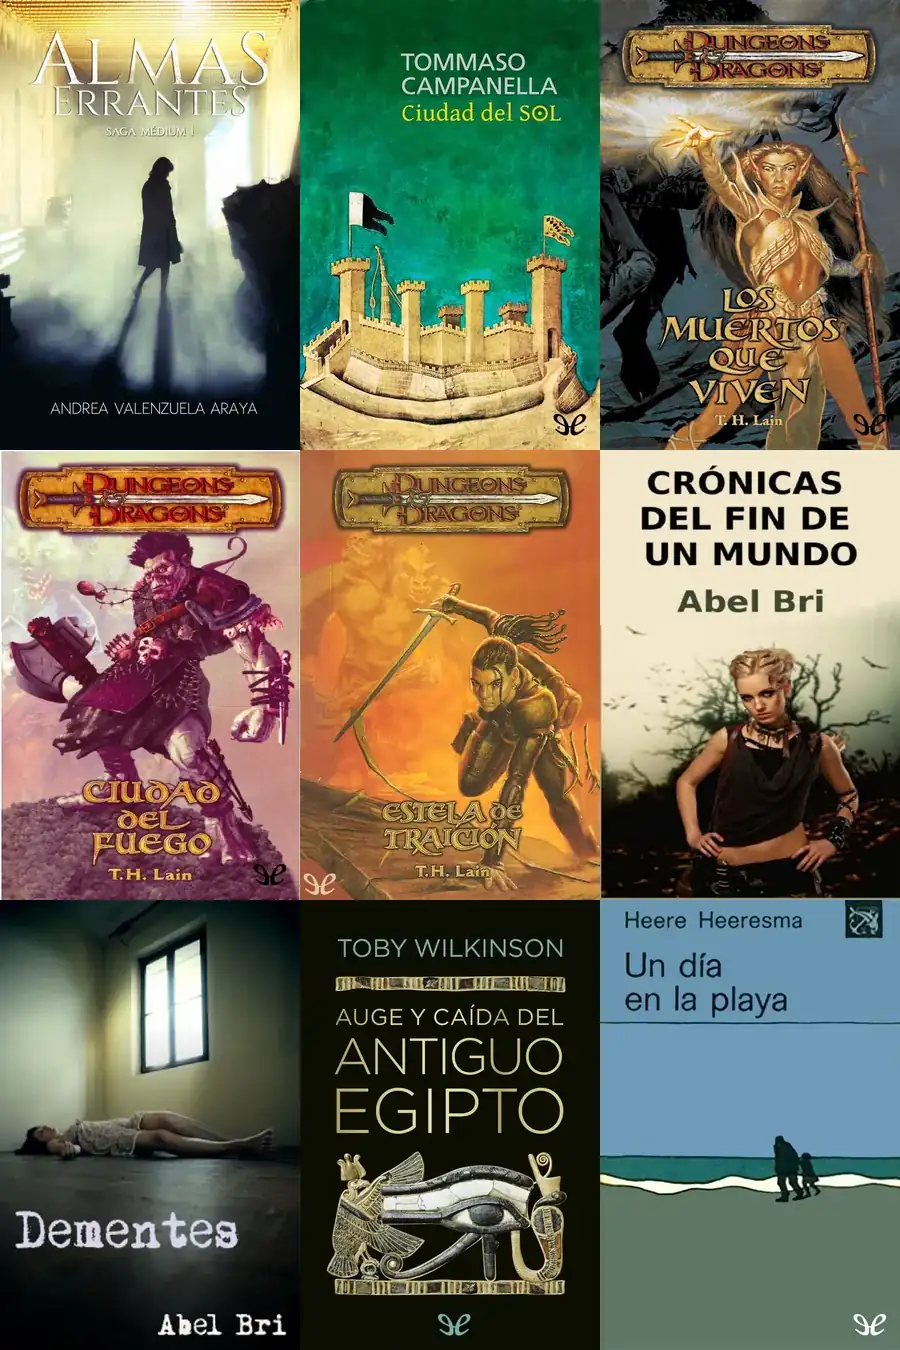 ALMAS
ERRANTES
SAGA MÉDIUM I
ANDREA VALENZUELA ARAYA
TOMMASO
CAMPANELLA
Ciudad del SOL
DUNGEONS
& DRAGONS®
LOS
MUERTOS
QUE
VIVEN
T. H. Lain
DUNGEONS
& DRAGONS®
CIUDAD
DEL
FUEGO
T.H. Lain
DUNGEONS
& DRAGONS®
ESTELA DE
TRAICIÓN
T.H. Lain
CRÓNICAS
DEL FIN DE
UN MUNDO
Abel Bri
Dementes
Abel Bri
TOBY WILKINSON
AUGE Y CAÍDA DEL
ANTIGUO
EGIPTO
Heere Heeresma
Un día
en la playa